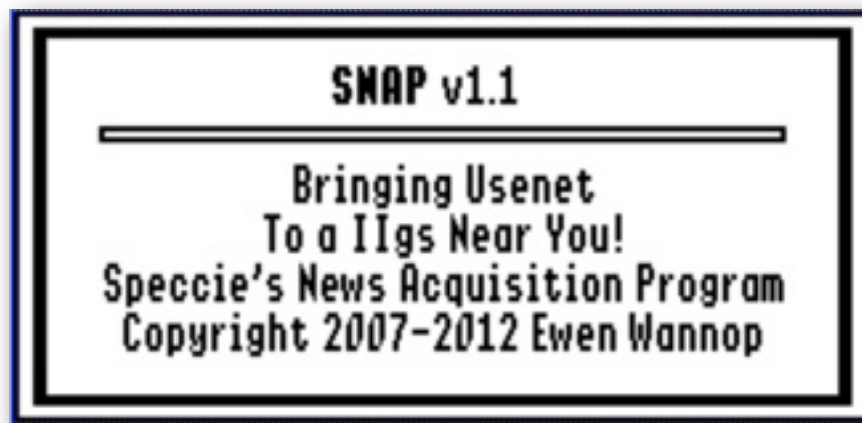 SNAP v1.1
Bringing Usenet
To a IIgs Near You!
Speccie's News Acquisition Program
Copyright 2007-2012 Ewen Wannop